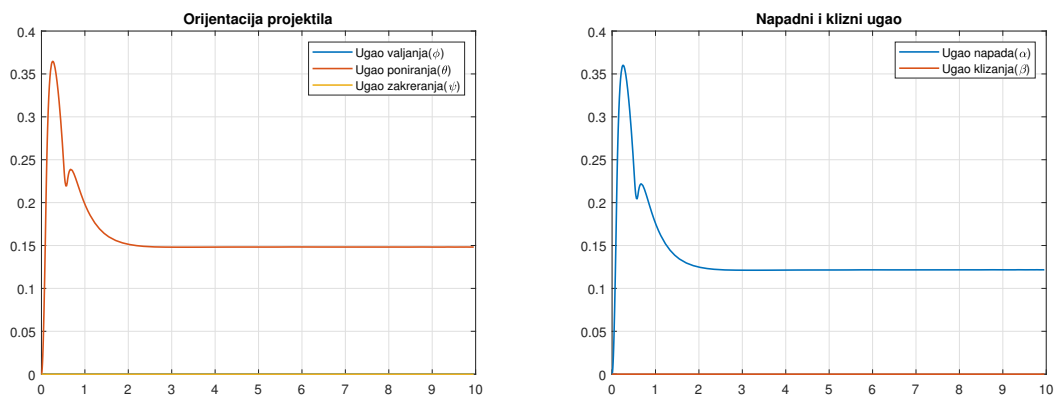 Orijentacija projektila
0.4
0.35
0.3
0.25
0.2
0.15
0.1
0.05
0
0 1 2 3 4 5 6 7 8 9 10
Ugao valjanja(ϕ)
Ugao poniranja(θ)
Ugao zakreranja(ψ)
Napadni i klizni ugao
0.4
0.35
0.3
0.25
0.2
0.15
0.1
0.05
0
0 1 2 3 4 5 6 7 8 9 10
Ugao napada(α)
Ugao klizanja(β)